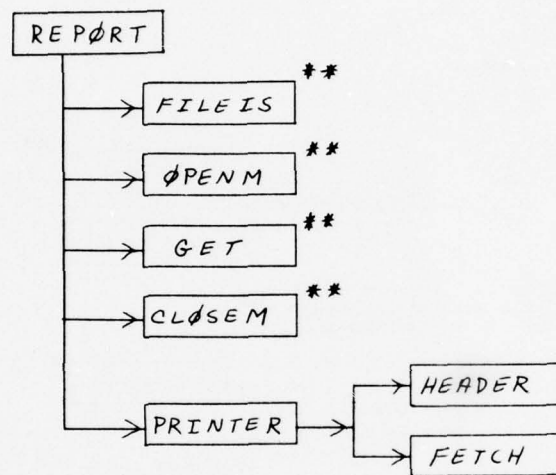 REPØRT
**
FILEIS
**
ØPENM
**
GET
**
CLØSEM
PRINTER
HEADER
FETCH